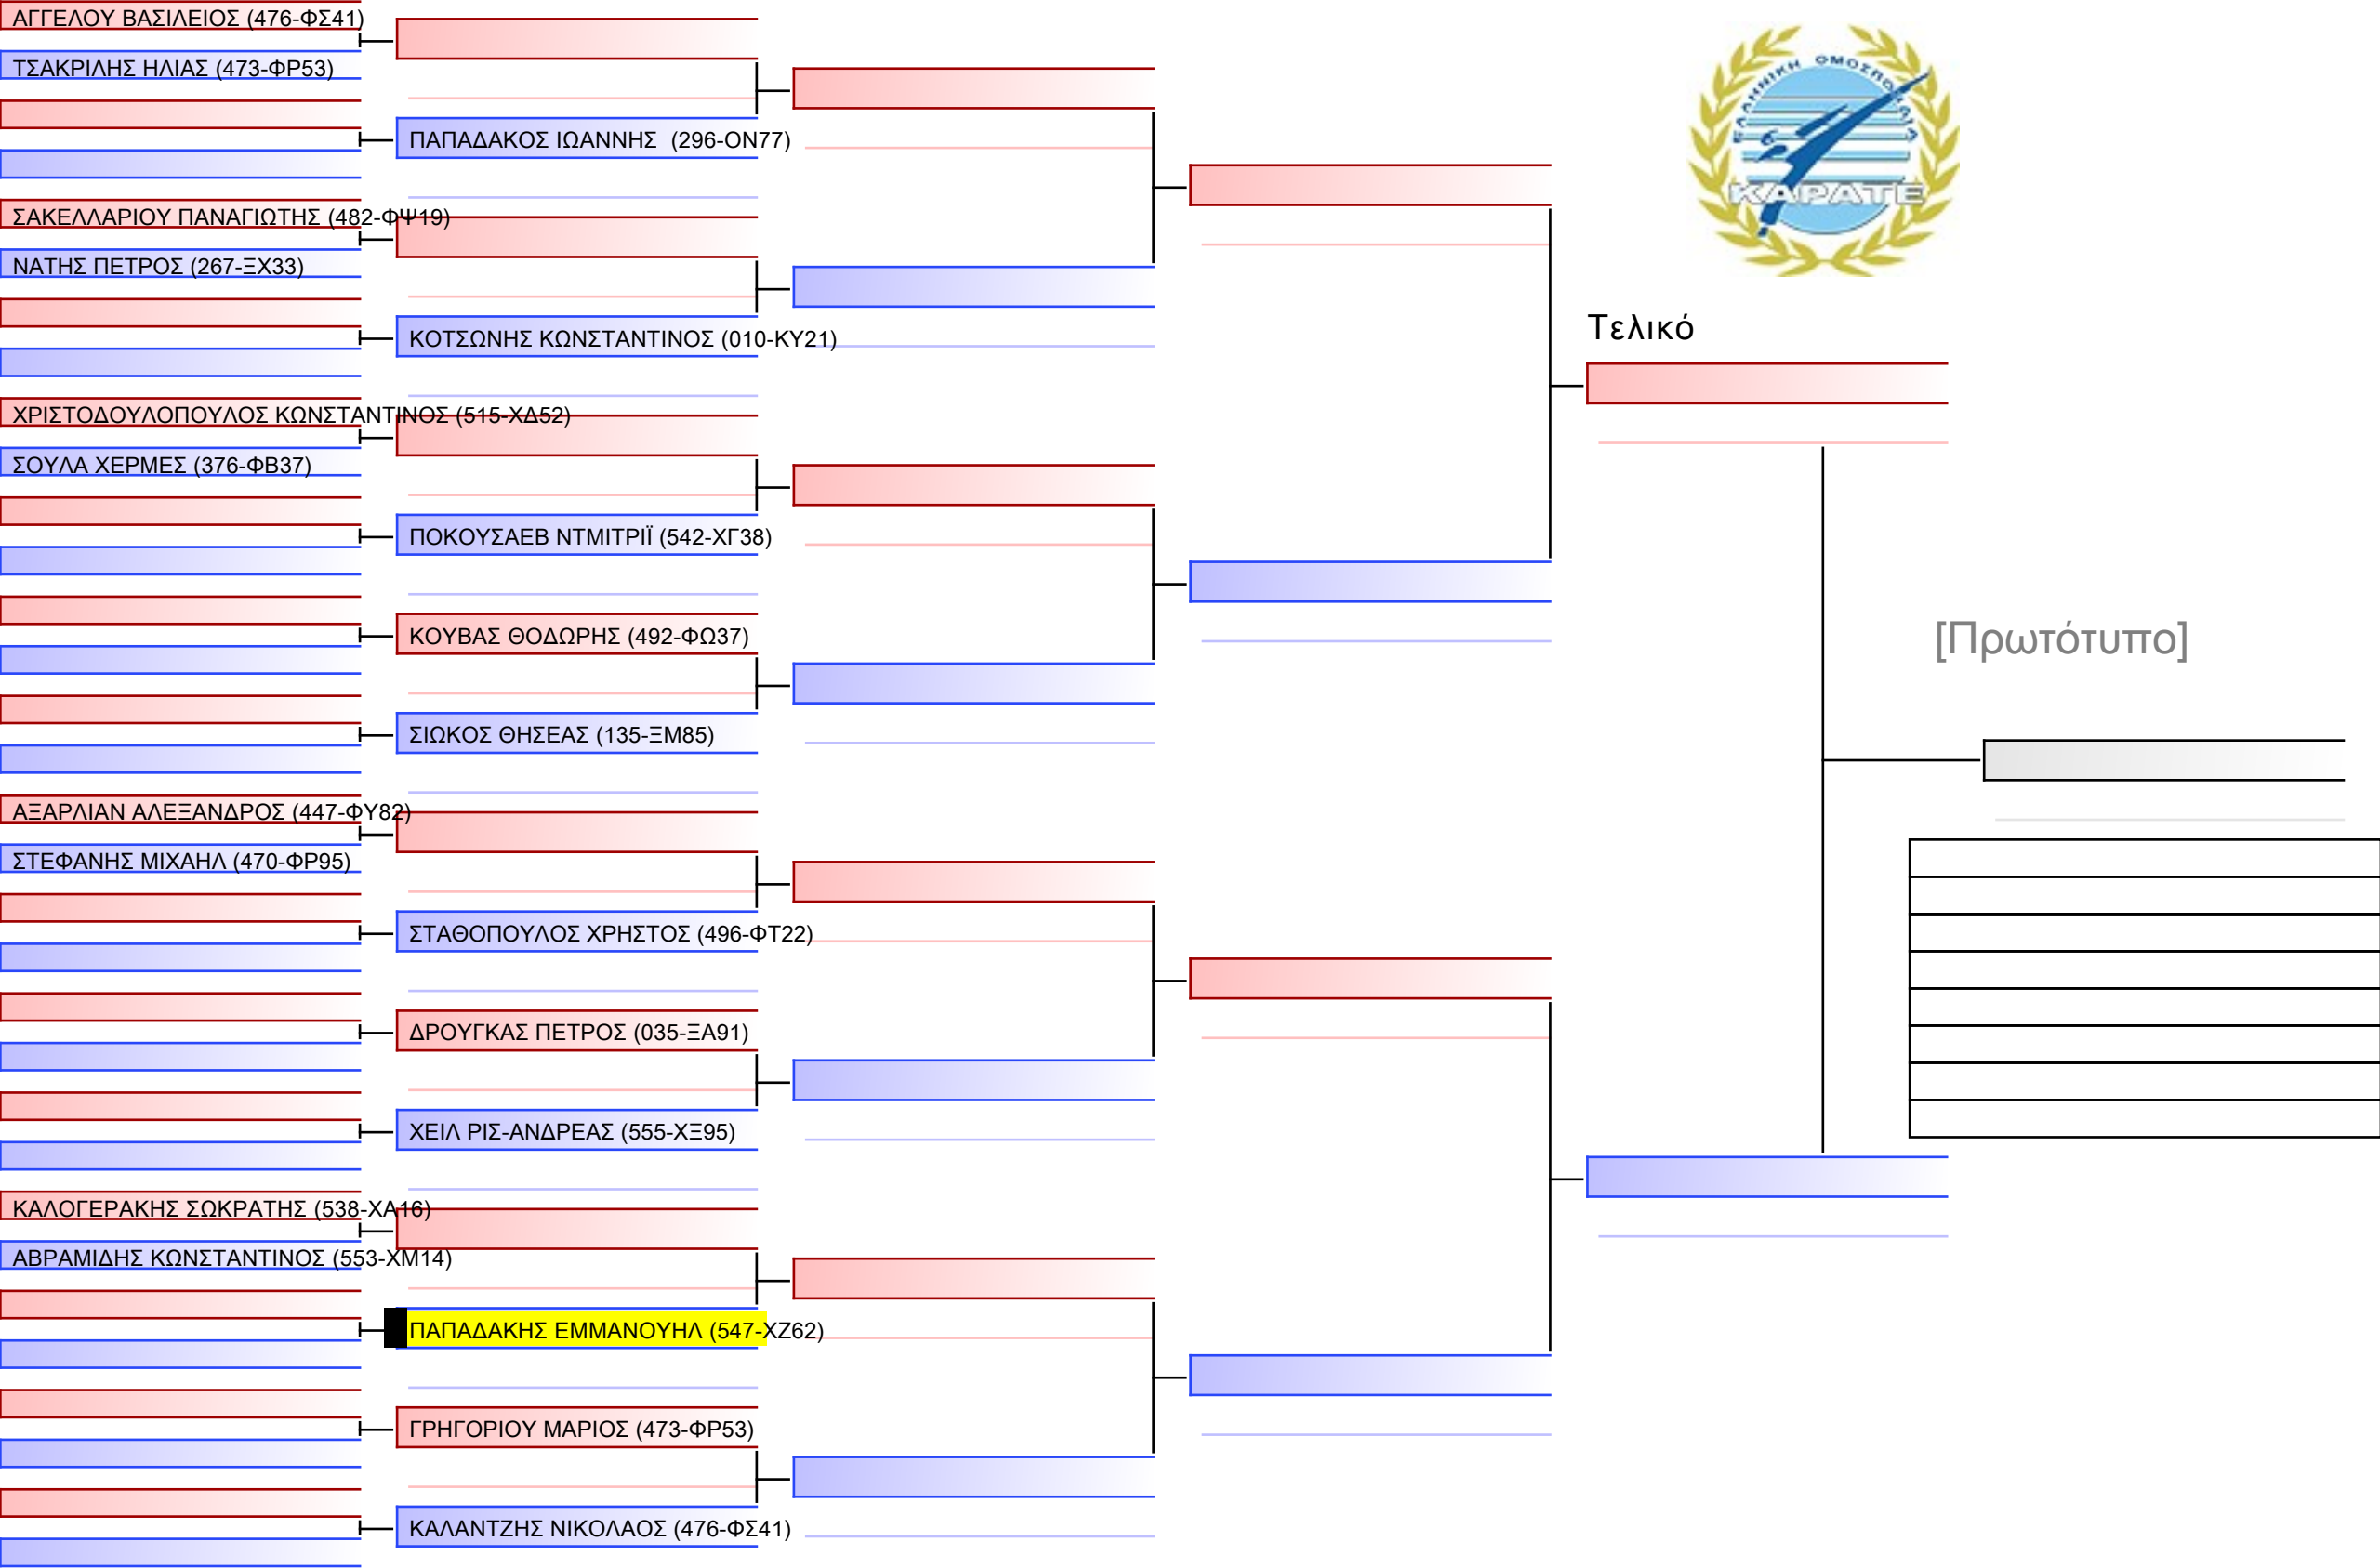 ΑΓΓΕΛΟΥ ΒΑΣΙΛΕΙΟΣ (476-ΦΣ41)
ΤΣΑΚΡΙΛΗΣ ΗΛΙΑΣ (473-ΦΡ53)
ΠΑΠΑΔΑΚΟΣ ΙΩΑΝΝΗΣ (296-ΟΝ77)
ΣΑΚΕΛΛΑΡΙΟΥ ΠΑΝΑΓΙΩΤΗΣ (482-ΦΨ19)
ΝΑΤΗΣ ΠΕΤΡΟΣ (267-ΞΧ33)
ΚΟΤΣΩΝΗΣ ΚΩΝΣΤΑΝΤΙΝΟΣ (010-ΚΥ21)
ΧΡΙΣΤΟΔΟΥΛΟΠΟΥΛΟΣ ΚΩΝΣΤΑΝΤΙΝΟΣ (515-ΧΔ52)
ΣΟΥΛΑ ΧΕΡΜΕΣ (376-ΦΒ37)
ΠΟΚΟΥΣΑΕΒ ΝΤΜΙΤΡΙΪ (542-ΧΓ38)
ΚΟΥΒΑΣ ΘΟΔΩΡΗΣ (492-ΦΩ37)
ΣΙΩΚΟΣ ΘΗΣΕΑΣ (135-ΞΜ85)
ΑΞΑΡΛΙΑΝ ΑΛΕΞΑΝΔΡΟΣ (447-ΦΥ82)
ΣΤΕΦΑΝΗΣ ΜΙΧΑΗΛ (470-ΦΡ95)
ΣΤΑΘΟΠΟΥΛΟΣ ΧΡΗΣΤΟΣ (496-ΦΤ22)
ΔΡΟΥΓΚΑΣ ΠΕΤΡΟΣ (035-ΞΑ91)
ΧΕΙΛ ΡΙΣ-ΑΝΔΡΕΑΣ (555-ΧΞ95)
ΚΑΛΟΓΕΡΑΚΗΣ ΣΩΚΡΑΤΗΣ (538-ΧΑ16)
ΑΒΡΑΜΙΔΗΣ ΚΩΝΣΤΑΝΤΙΝΟΣ (553-ΧΜ14)
ΠΑΠΑΔΑΚΗΣ ΕΜΜΑΝΟΥΗΛ (547-ΧΖ62)
ΓΡΗΓΟΡΙΟΥ ΜΑΡΙΟΣ (473-ΦΡ53)
ΚΑΛΑΝΤΖΗΣ ΝΙΚΟΛΑΟΣ (476-ΦΣ41)
ΕΛΛΗΝΙΚΗ ΟΜΟΣΠΟΝΔΙΑ
ΚΑΡΑΤΕ
Τελικό
[Πρωτότυπο]